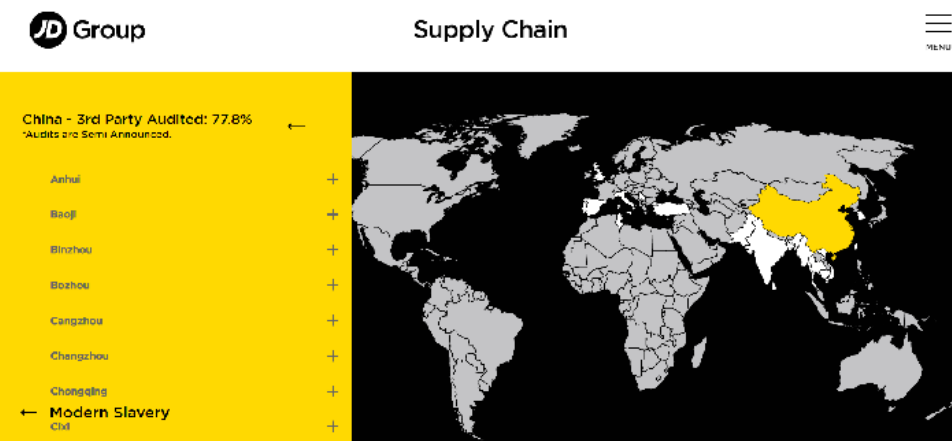 JD Group
Supply Chain
MENU
China - 3rd Party Audited: 77.8%
*Audits are Semi Announced.
←
Anhui +
Baoji +
Binzhou +
Bozhou +
Cangzhou +
Changzhou +
Chongqing +
← Modern Slavery
Cixi +